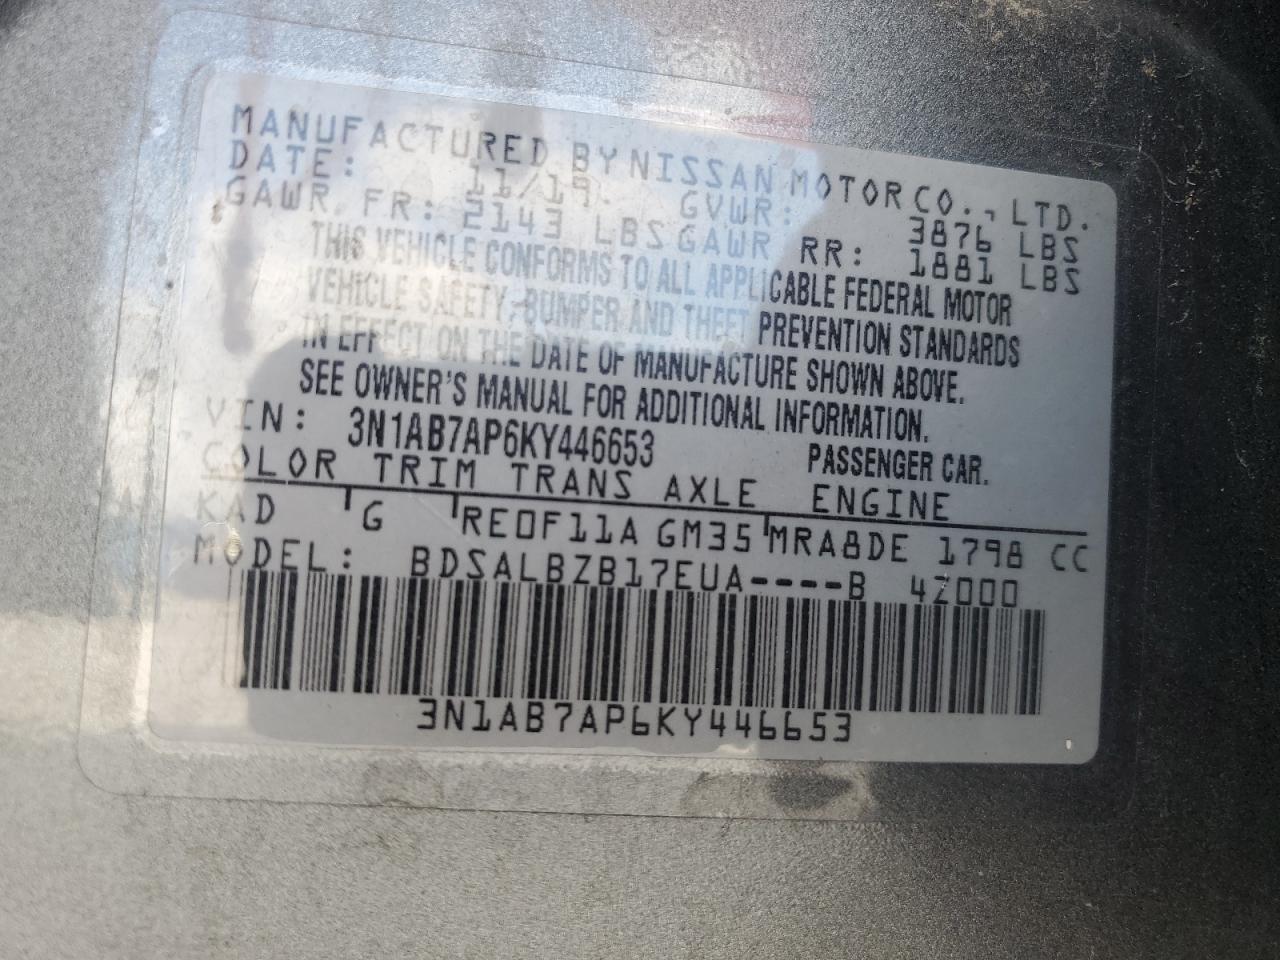 MANUFACTURED BY NISSAN MOTOR CO., LTD.
DATE: 11/19. GVWR: 3876 LBS
GAWR FR: 2143 LBS GAWR RR: 1881 LBS
THIS VEHICLE CONFORMS TO ALL APPLICABLE FEDERAL MOTOR
VEHICLE SAFETY, BUMPER AND THEFT PREVENTION STANDARDS
IN EFFECT ON THE DATE OF MANUFACTURE SHOWN ABOVE.
SEE OWNER'S MANUAL FOR ADDITIONAL INFORMATION.
VIN: 3N1AB7AP6KY446653 PASSENGER CAR.
COLOR TRIM TRANS AXLE ENGINE
KAD G RE0F11A GM35 MRA8DE 1798 CC
MODEL: BDSALBZB17EUA----B 4Z000
3N1AB7AP6KY446653